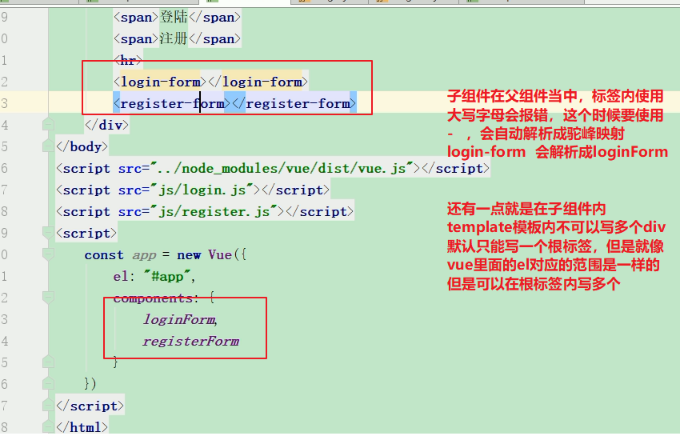 9 <span>登陆</span>
0 <span>注册</span>
1 <hr>
2 <login-form></login-form>
3 <register-form></register-form>
4 </div>
5 </body>
6 <script src="../node_modules/vue/dist/vue.js"></script>
7 <script src="js/login.js"></script>
8 <script src="js/register.js"></script>
9 <script>
0 const app = new Vue({
1 el: "#app",
2 components: {
3 loginForm,
4 registerForm
5 }
6 })
7 </script>
8 </html>
子组件在父组件当中，标签内使用
大写字母会报错，这个时候要使用
- ，会自动解析成驼峰映射
login-form 会解析成loginForm
还有一点就是在子组件内
template模板内不可以写多个div
默认只能写一个根标签，但是就像
vue里面的el对应的范围是一样的
但是可以在根标签内写多个